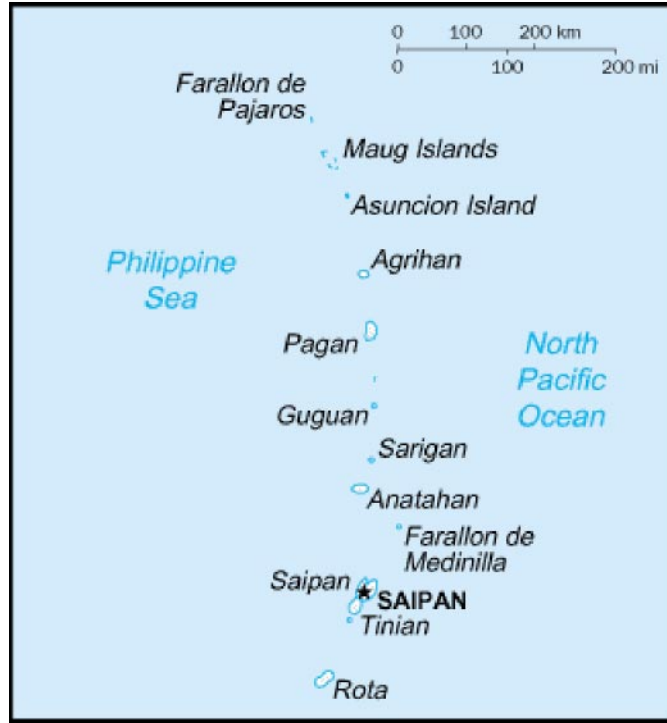 0 100 200 km
0 100 200 mi
Farallon de
Pajaros
Maug Islands
Asuncion Island
Philippine
Sea
Agrihan
Pagan
North
Pacific
Ocean
Guguan
Sarigan
Anatahan
Farallon de
Medinilla
Saipan
SAIPAN
Tinian
Rota